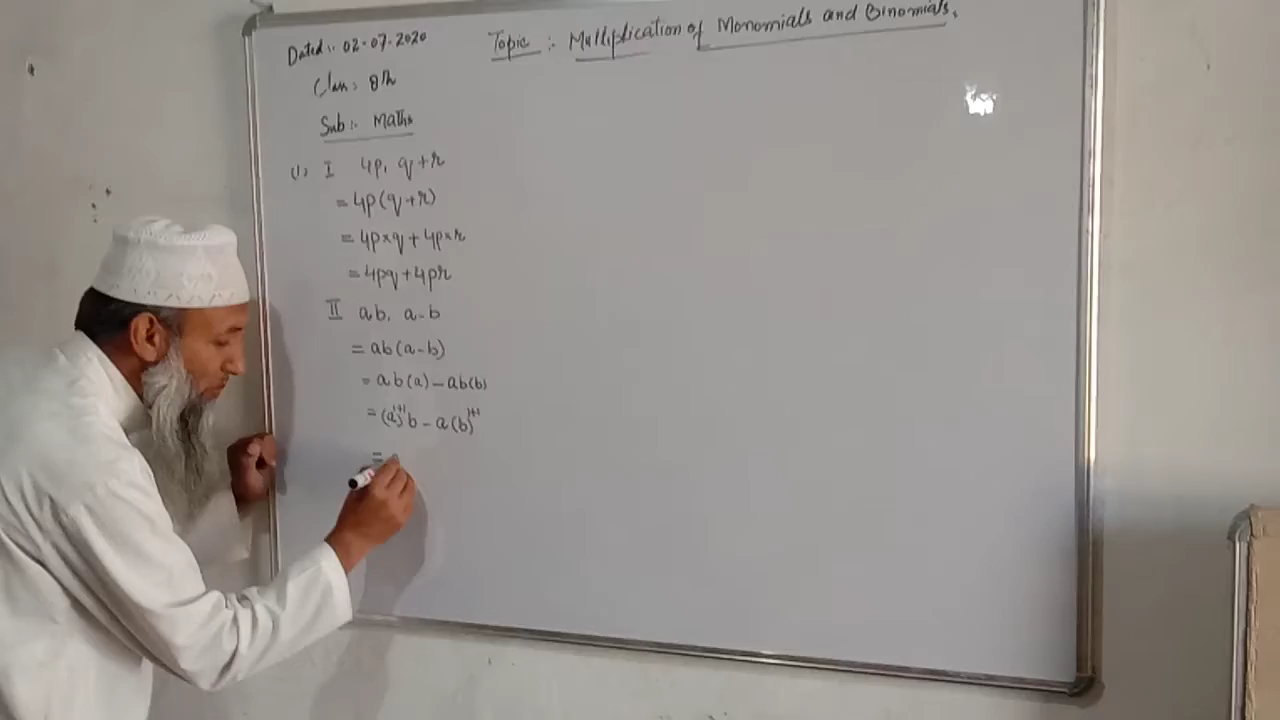 Dated :- 02-07-2020
Topic :- Multiplication of Monomials and Binomials.
Class : 8th
Sub :- Maths
(1) I 4p, q+r
= 4p(q+r)
= 4p×q + 4p×r
= 4pq + 4pr
II ab, a-b
= ab(a-b)
= ab(a) - ab(b)
= (a)¹⁺¹b - a(b)¹⁺¹
=